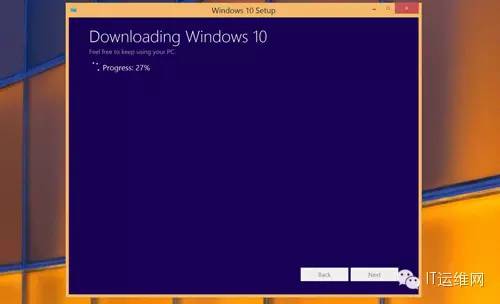 Windows 10 Setup
Downloading Windows 10
Feel free to keep using your PC.
Progress: 27%
Back
Next
IT运维网